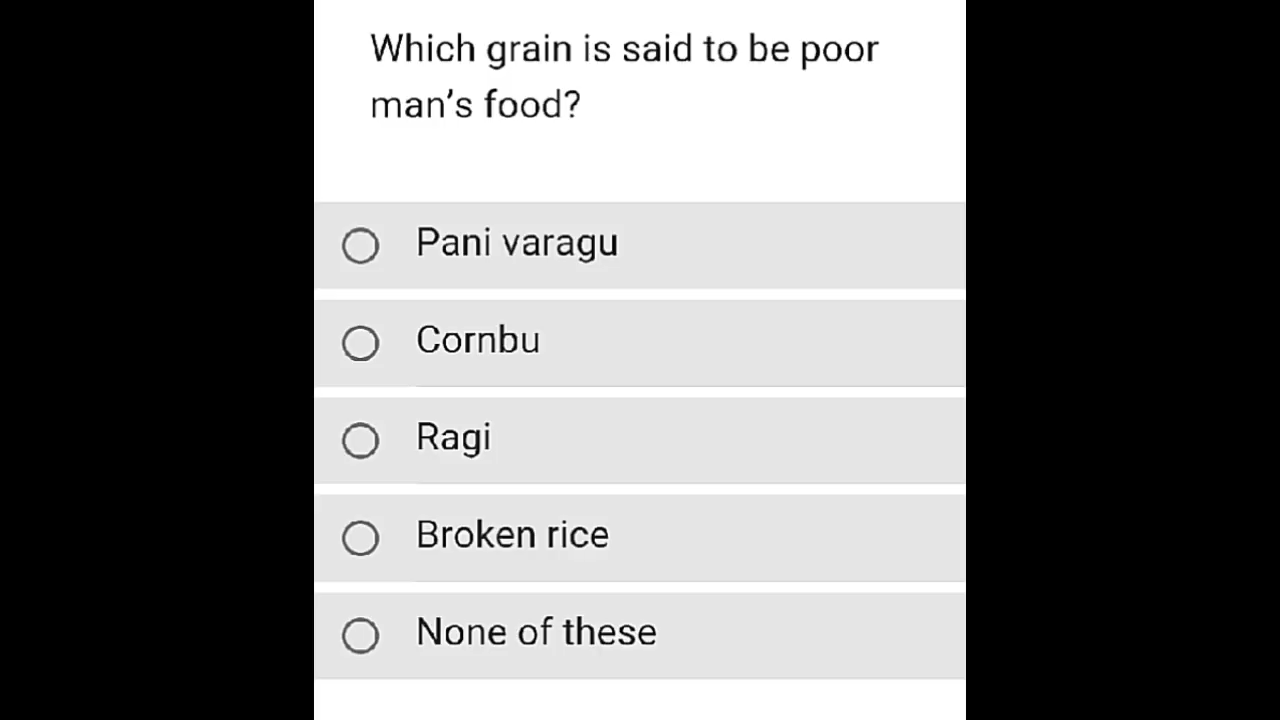 Which grain is said to be poor
man's food?
Pani varagu
Cornbu
Ragi
Broken rice
None of these